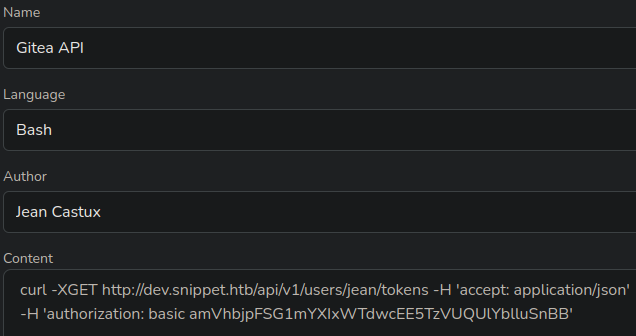 Name
Gitea API
Language
Bash
Author
Jean Castux
Content
curl -XGET http://dev.snippet.htb/api/v1/users/jean/tokens -H 'accept: application/json'
-H 'authorization: basic amVhbjpFSG1mYXIxWTdwcEE5TzVUQUlYblluSnBB'